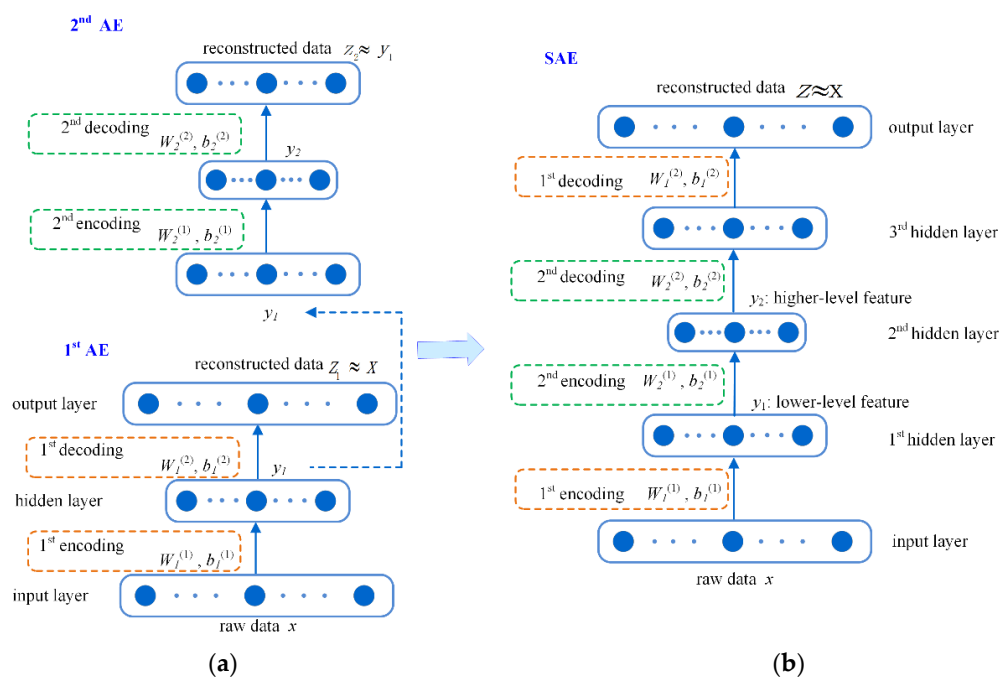 2nd AE
reconstructed data Z₂ ≈ Y₁
2nd decoding
W₂⁽²⁾, b₂⁽²⁾
y₂
2nd encoding
W₂⁽¹⁾, b₂⁽¹⁾
y₁
1st AE
reconstructed data Z₁ ≈ X
output layer
1st decoding
W₁⁽²⁾, b₁⁽²⁾
y₁
hidden layer
1st encoding
W₁⁽¹⁾, b₁⁽¹⁾
input layer
raw data x
(a)
SAE
reconstructed data Z≈X
output layer
1st decoding W₁⁽²⁾, b₁⁽²⁾
3rd hidden layer
2nd decoding W₂⁽²⁾, b₂⁽²⁾
y₂: higher-level feature
2nd hidden layer
2nd encoding W₂⁽¹⁾, b₂⁽¹⁾
y₁: lower-level feature
1st hidden layer
1st encoding W₁⁽¹⁾, b₁⁽¹⁾
input layer
raw data x
(b)